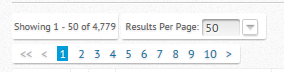 Showing 1 - 50 of 4,779 Results Per Page: 50
<< < 1 2 3 4 5 6 7 8 9 10 >